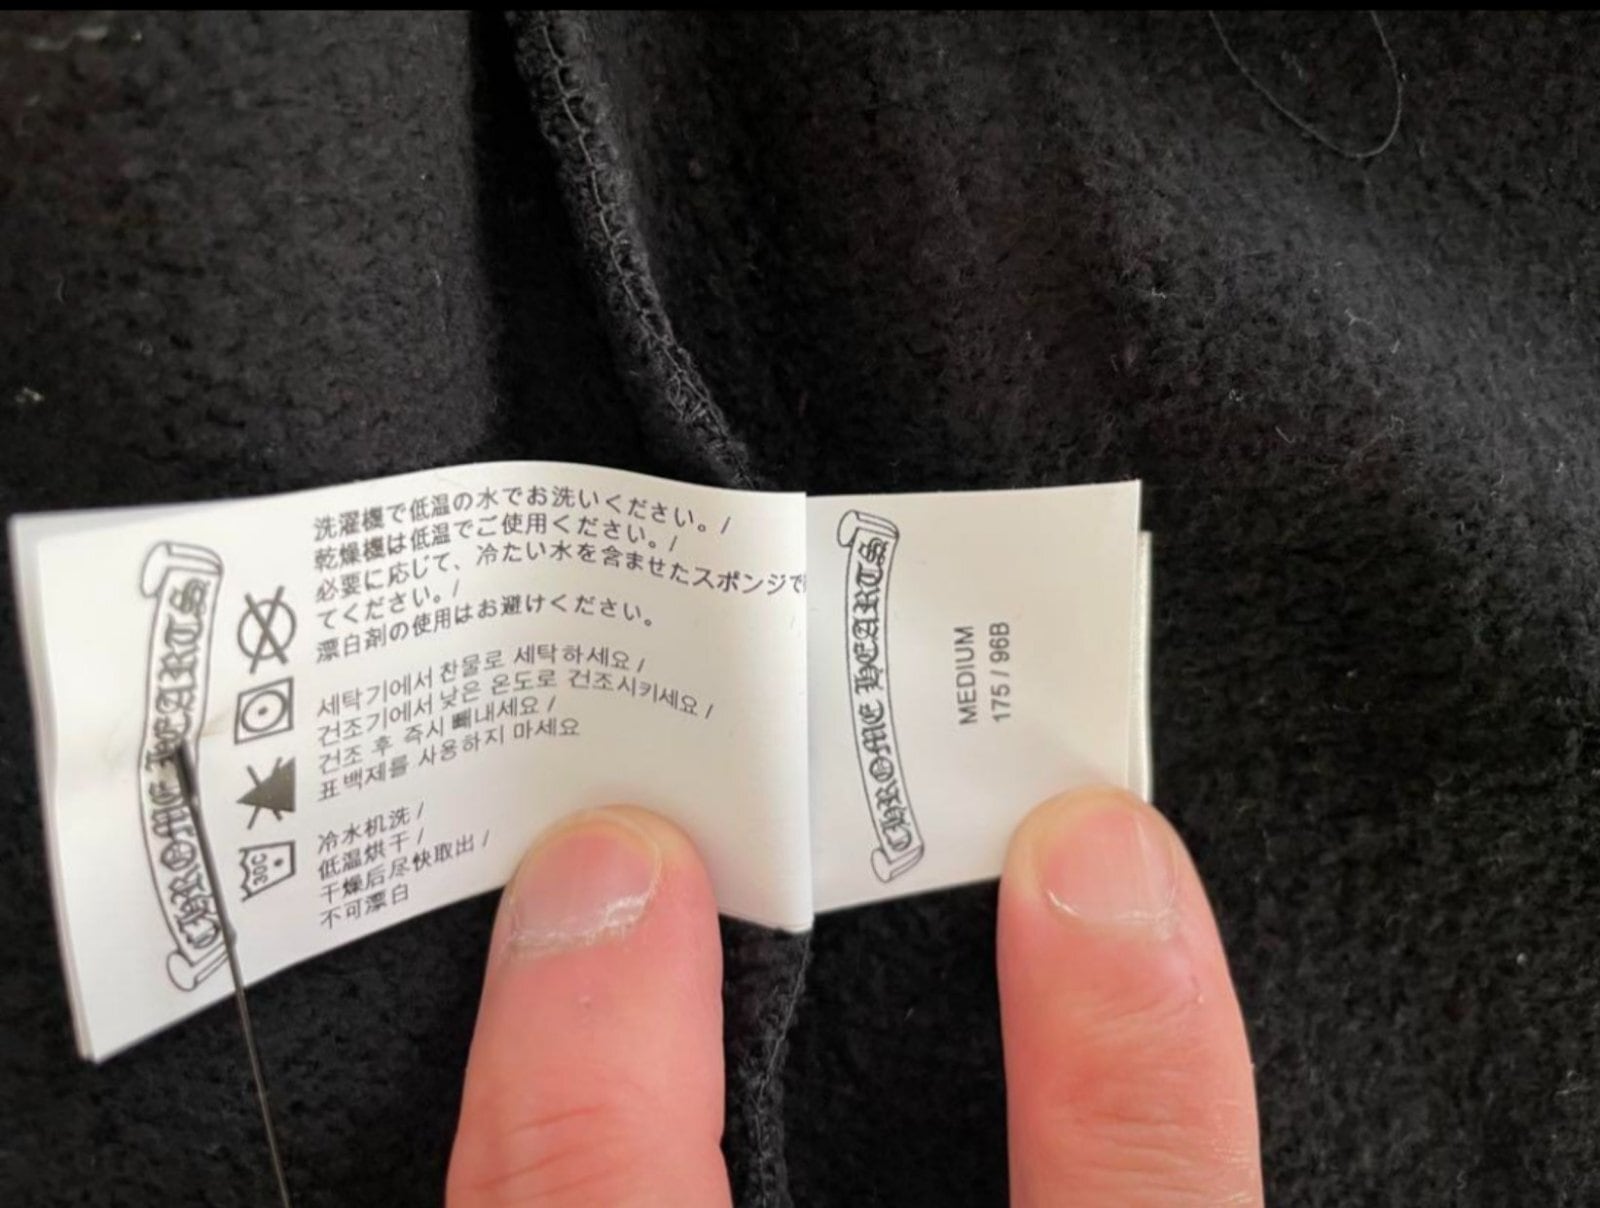 CHROME HEARTS
洗濯機で低温の水でお洗いください。/
乾燥機は低温でご使用ください。/
必要に応じて、冷たい水を含ませたスポンジで
てください。/
漂白剤の使用はお避けください。
세탁기에서 찬물로 세탁하세요 /
건조기에서 낮은 온도로 건조시키세요 /
건조 후 즉시 빼내세요 /
표백제를 사용하지 마세요
冷水机洗 /
低温烘干 /
干燥后尽快取出 /
不可漂白
30C
CHROME HEARTS
MEDIUM
175 / 96B